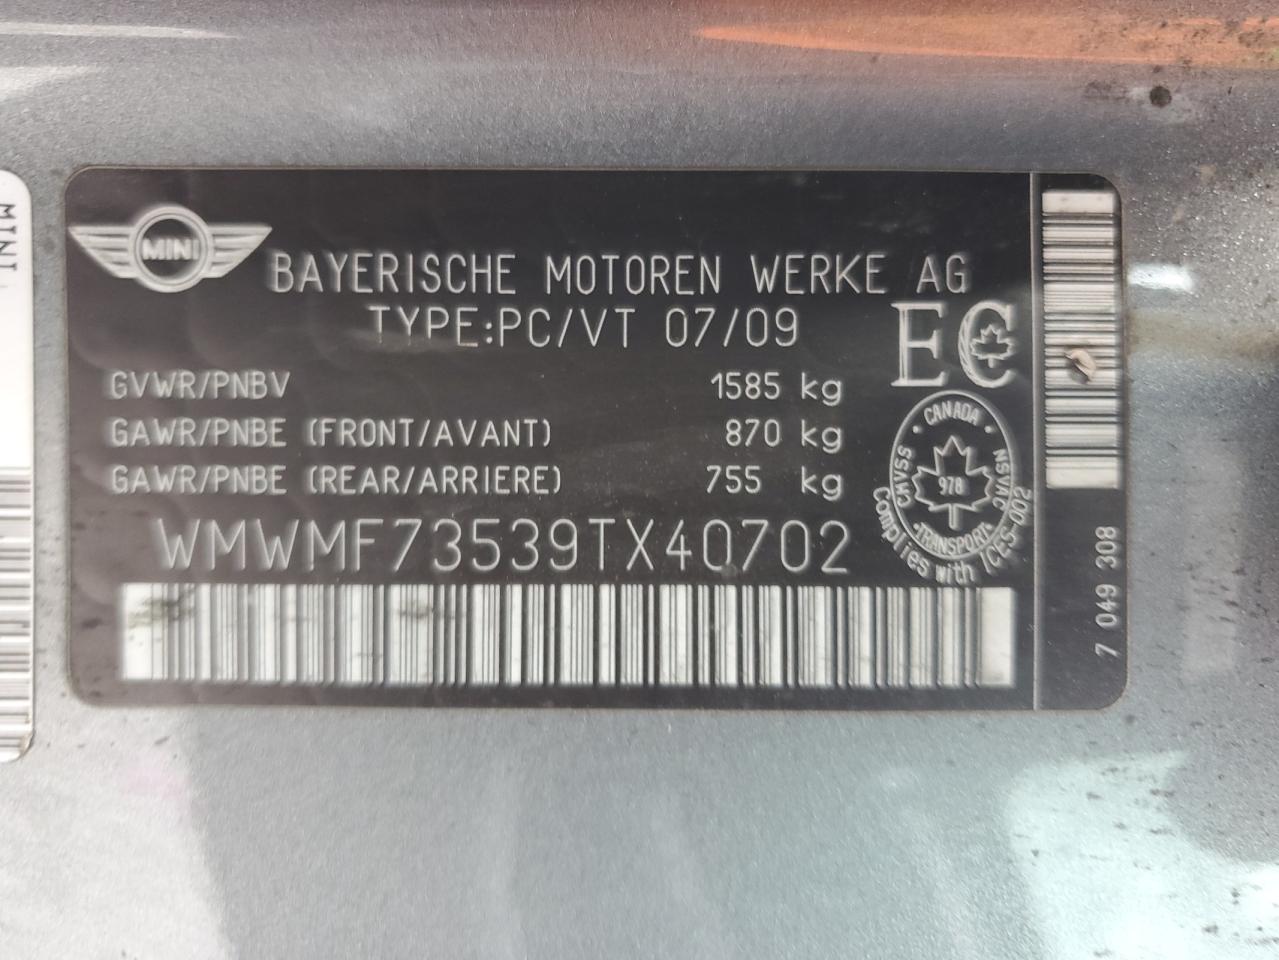 MINI
MINI
BAYERISCHE MOTOREN WERKE AG
TYPE:PC/VT 07/09
EC
GVWR/PNBV 1585 kg
GAWR/PNBE (FRONT/AVANT) 870 kg
GAWR/PNBE (REAR/ARRIERE) 755 kg
CANADA
CMVSS
NSVAC
978
·TRANSPORT·
Complies with ICES-002
WMWMF73539TX40702
7 049 308